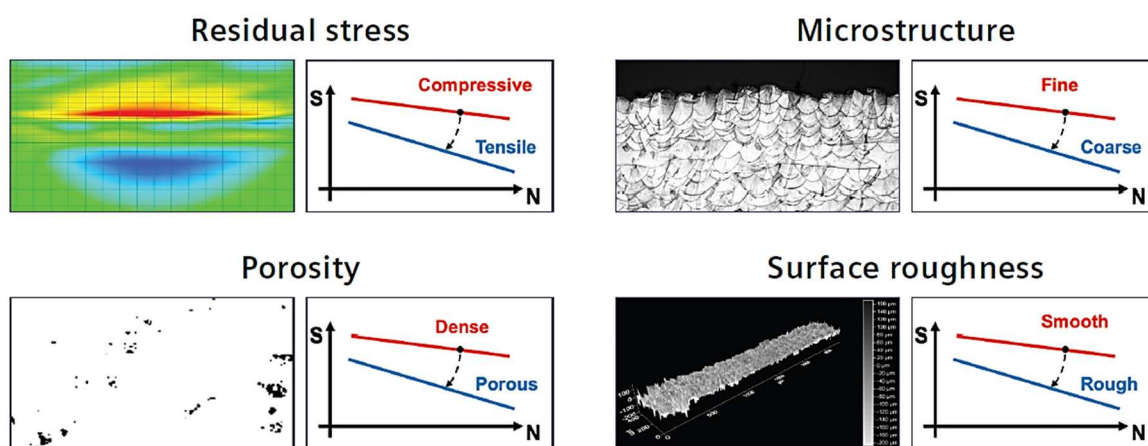 Residual stress
S
Compressive
Tensile
N
Microstructure
S
Fine
Coarse
N
Porosity
S
Dense
Porous
N
Surface roughness
S
Smooth
Rough
N